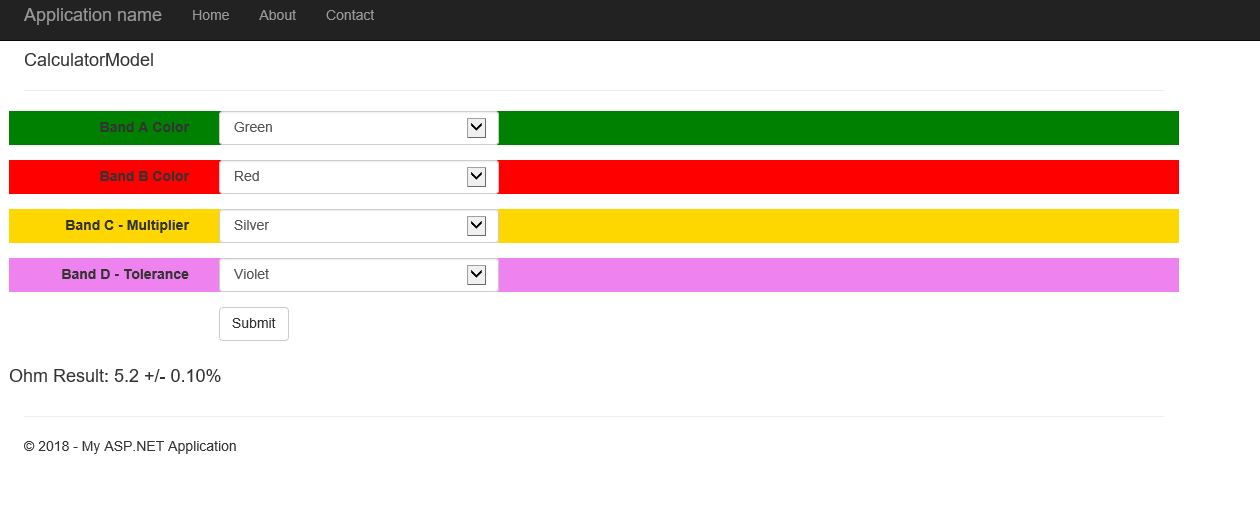 Application name Home About Contact
CalculatorModel
Band A Color Green
Band B Color Red
Band C - Multiplier Silver
Band D - Tolerance Violet
Submit
Ohm Result: 5.2 +/- 0.10%
© 2018 - My ASP.NET Application